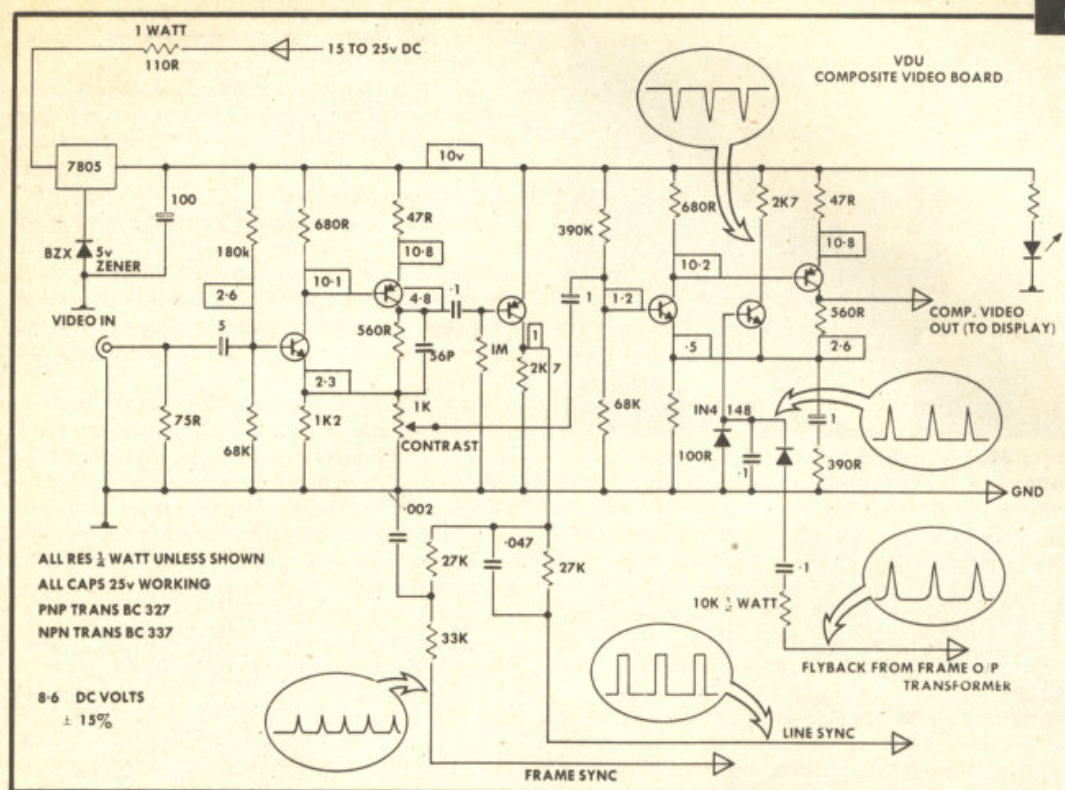 1 WATT
110R
15 TO 25v DC
VDU
COMPOSITE VIDEO BOARD
7805
10v
100
BZX
5v
ZENER
180k
680R
47R
10·8
390K
680R
2K7
47R
10·8
2·6
10·1
4·8
·1
1
1·2
10·2
VIDEO IN
5
560R
56P
IM
1
2K7
COMP. VIDEO
OUT (TO DISPLAY)
560R
2·3
·5
2·6
75R
68K
1K2
1K
CONTRAST
68K
IN4 148
100R
·1
1
390R
GND
·002
27K
·047
27K
33K
·1
10K ½ WATT
ALL RES ¼ WATT UNLESS SHOWN
ALL CAPS 25v WORKING
PNP TRANS BC 327
NPN TRANS BC 337
FLYBACK FROM FRAME O/P
TRANSFORMER
8·6 DC VOLTS
± 15%
LINE SYNC
FRAME SYNC